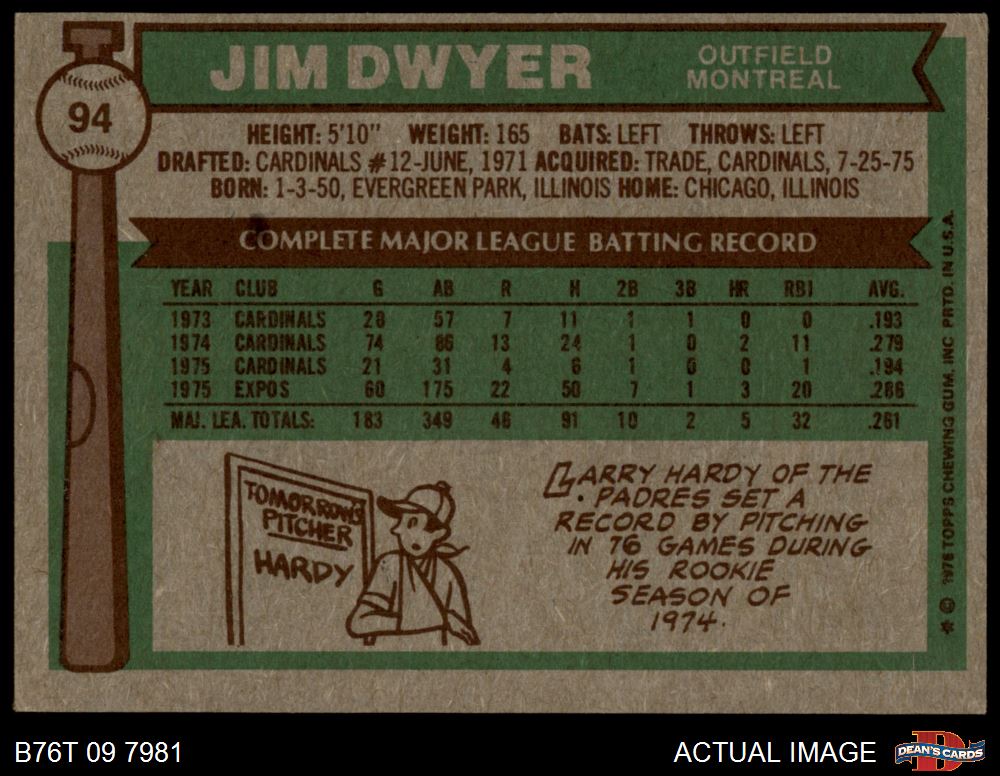 94
JIM DWYER
OUTFIELD
MONTREAL
HEIGHT: 5'10" WEIGHT: 165 BATS: LEFT THROWS: LEFT
DRAFTED: CARDINALS #12-JUNE, 1971 ACQUIRED: TRADE, CARDINALS, 7-25-75
BORN: 1-3-50, EVERGREEN PARK, ILLINOIS HOME: CHICAGO, ILLINOIS
COMPLETE MAJOR LEAGUE BATTING RECORD
YEAR CLUB G AB R H 2B 3B HR RBI AVG.
1973 CARDINALS 28 57 7 11 1 1 0 0 .193
1974 CARDINALS 74 86 13 24 1 0 2 11 .279
1975 CARDINALS 21 31 4 6 1 0 0 1 .194
1975 EXPOS 60 175 22 50 7 1 3 20 .286
MAJ. LEA. TOTALS: 183 349 46 91 10 2 5 32 .261
TOMORROW'S
PITCHER
HARDY
LARRY HARDY OF THE
PADRES SET A
RECORD BY PITCHING
IN 76 GAMES DURING
HIS ROOKIE
SEASON OF
1974.
* © 1976 TOPPS CHEWING GUM, INC PRTD. IN U.S.A.
B76T 09 7981
ACTUAL IMAGE
D
DEAN'S CARDS